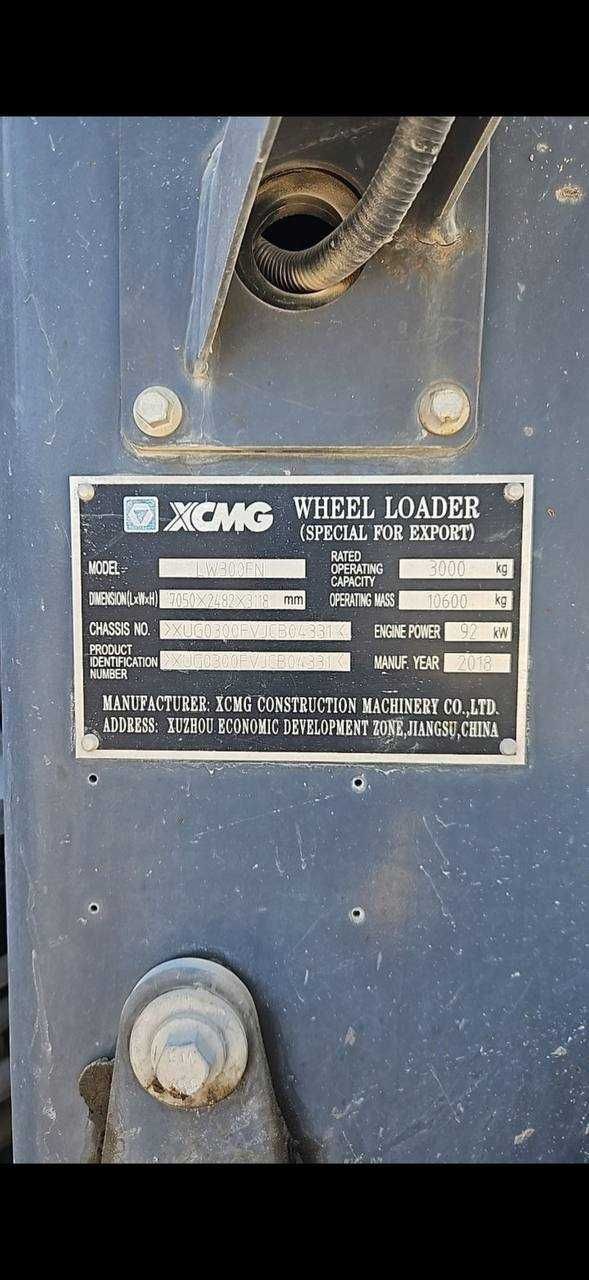 XCMG WHEEL LOADER
(SPECIAL FOR EXPORT)
MODEL LW300FN
RATED OPERATING CAPACITY 3000 kg
DIMENSION(LxWxH) 7050×2482×3118 mm
OPERATING MASS 10600 kg
CHASSIS NO.
ENGINE POWER 92 kW
PRODUCT IDENTIFICATION NUMBER
MANUF. YEAR 2018
MANUFACTURER: XCMG CONSTRUCTION MACHINERY CO.,LTD.
ADDRESS: XUZHOU ECONOMIC DEVELOPMENT ZONE,JIANGSU,CHINA